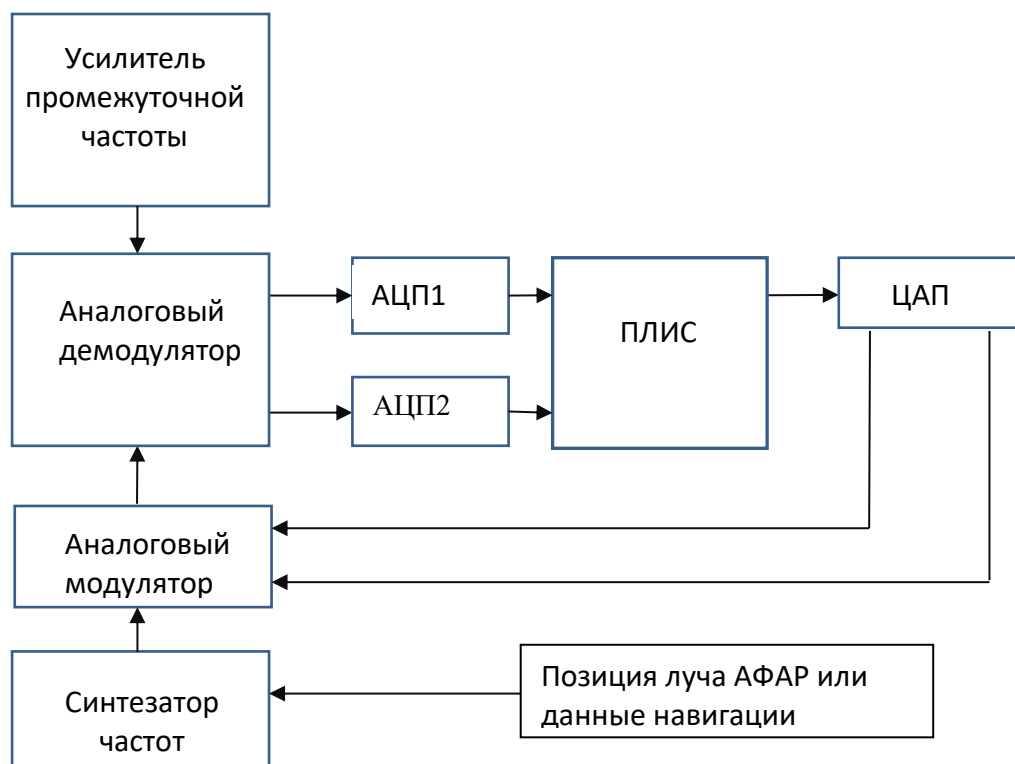 Усилитель
промежуточной
частоты
Аналоговый
демодулятор
АЦП1
АЦП2
ПЛИС
ЦАП
Аналоговый
модулятор
Синтезатор
частот
Позиция луча АФАР или
данные навигации